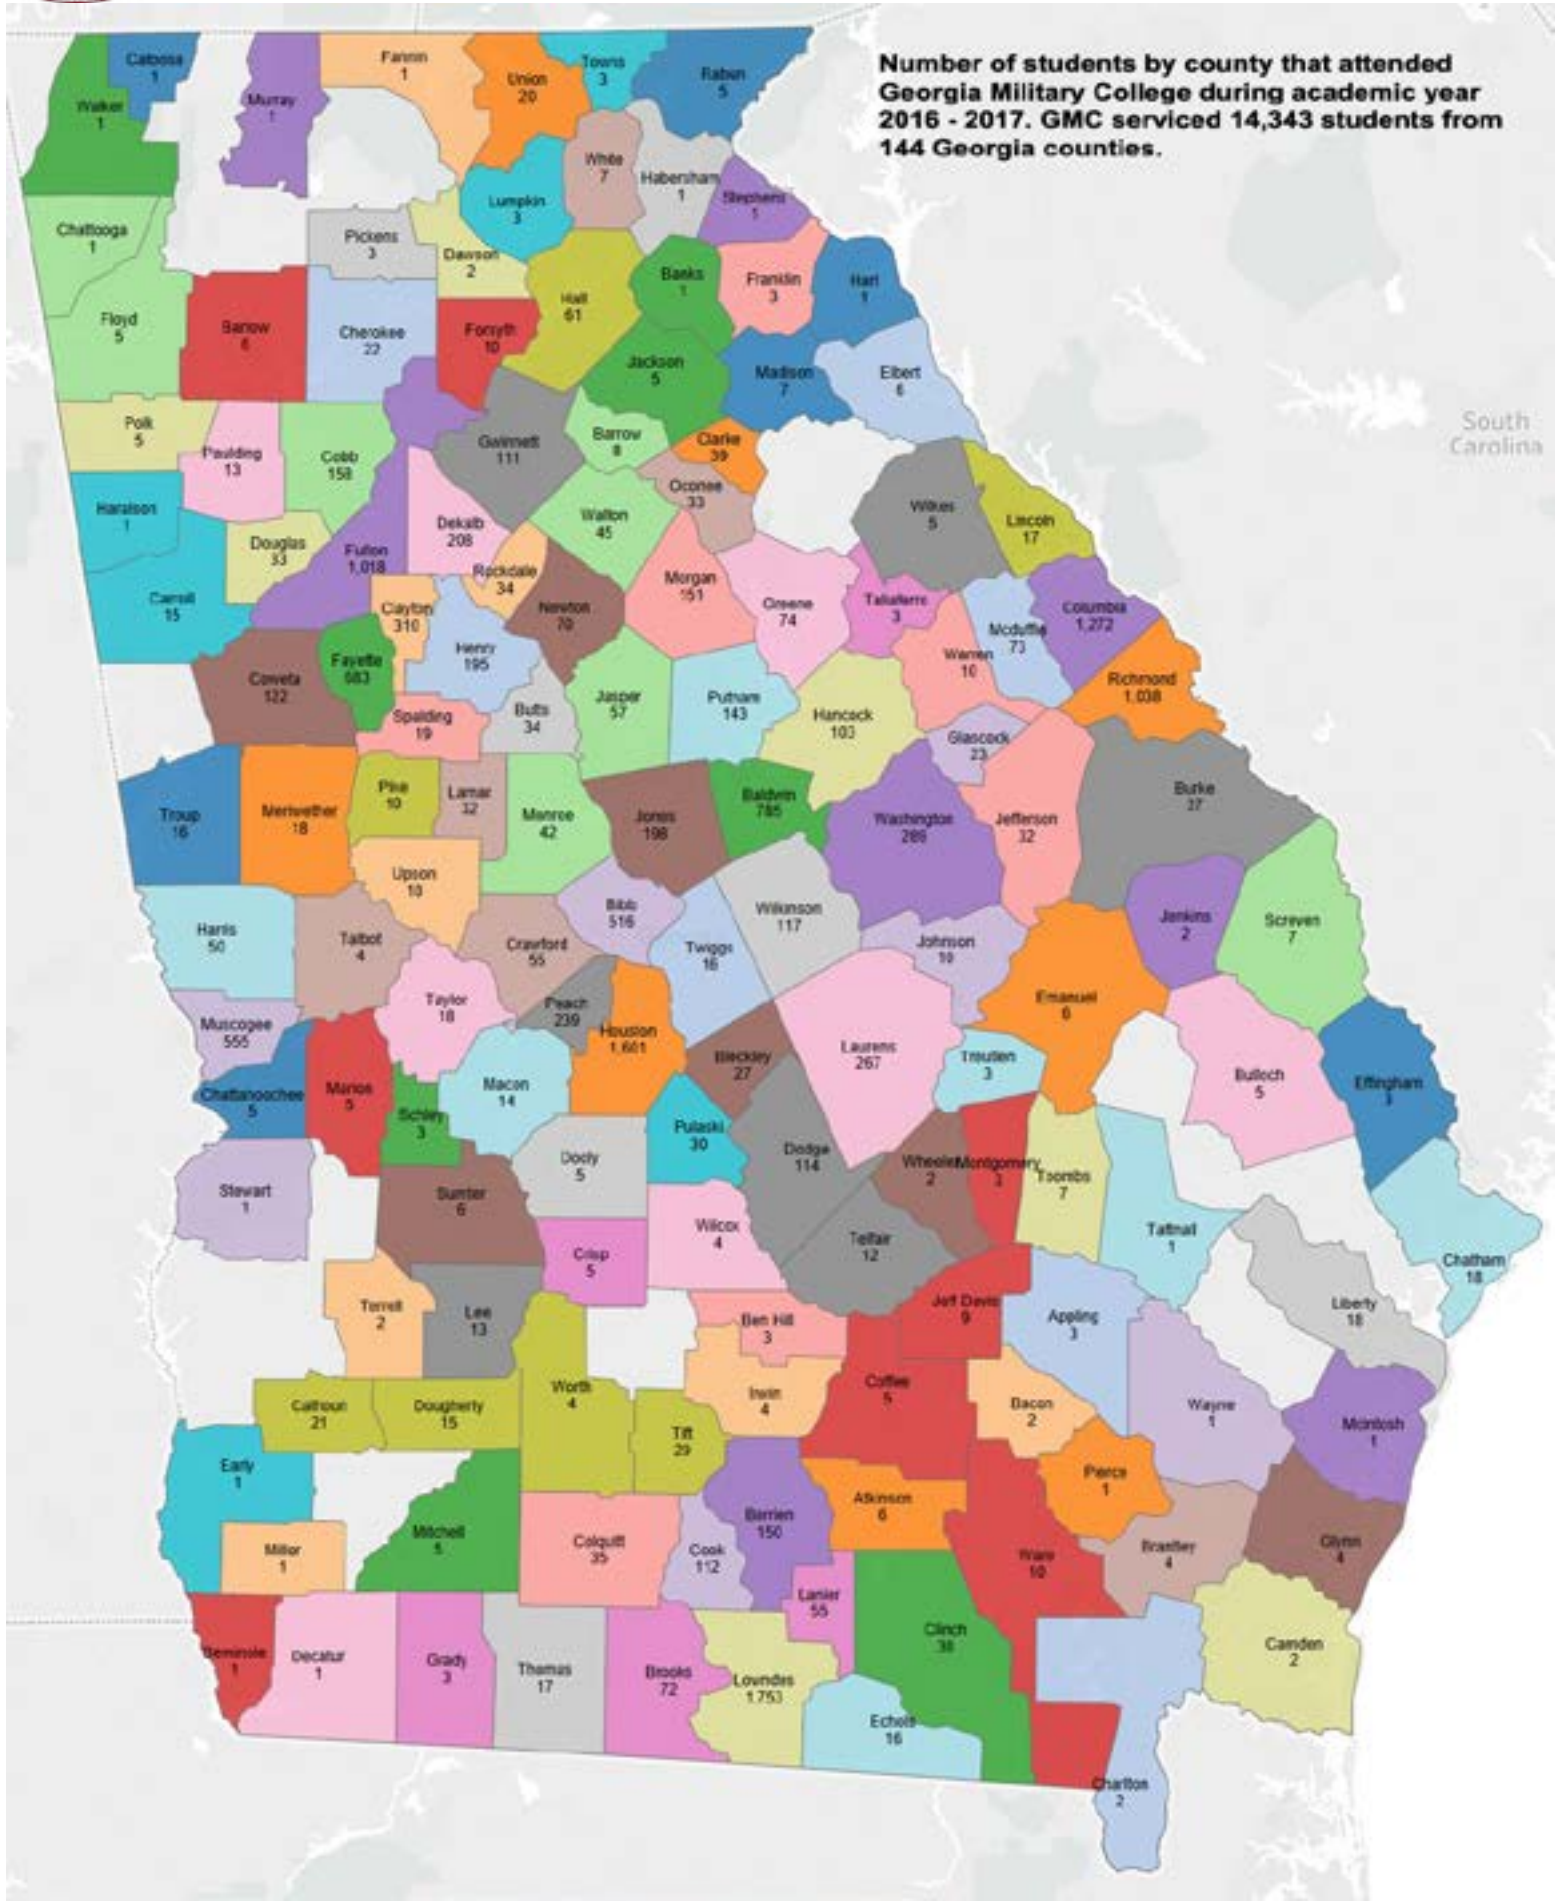 Number of students by county that attended
Georgia Military College during academic year
2016 - 2017. GMC serviced 14,343 students from
144 Georgia counties.
South
Carolina
Catoosa
1
Walker
1
Murray
1
Fannin
1
Union
20
Towns
3
Rabun
5
White
7
Habersham
1
Stephens
1
Lumpkin
3
Chattooga
1
Pickens
3
Dawson
2
Hall
61
Banks
1
Franklin
3
Hart
1
Floyd
5
Bartow
6
Cherokee
22
Forsyth
10
Jackson
5
Madison
7
Elbert
6
Polk
5
Paulding
13
Cobb
158
Gwinnett
111
Barrow
8
Clarke
39
Oconee
33
Haralson
1
Douglas
33
Fulton
1,018
Dekalb
208
Walton
45
Wilkes
5
Lincoln
17
Carroll
15
Clayton
310
Rockdale
34
Newton
70
Morgan
151
Greene
74
Taliaferro
3
Mcduffie
73
Columbia
1,272
Coweta
122
Fayette
Henry
195
Warren
10
Richmond
1,038
Spalding
19
Butts
34
Jasper
57
Putnam
143
Hancock
103
Glascock
23
Troup
16
Meriwether
18
Pike
10
Lamar
Monroe
42
Jones
198
Baldwin
785
Washington
Jefferson
32
Burke
Upson
10
Harris
50
Talbot
4
Crawford
55
Bibb
516
Twiggs
16
Wilkinson
117
Johnson
10
Jenkins
2
Screven
7
Muscogee
555
Taylor
18
Peach
239
Houston
Emanuel
Chattahoochee
5
Marion
5
Schley
3
Macon
14
Bleckley
27
Laurens
267
Treutlen
3
Bulloch
5
Effingham
3
Stewart
1
Sumter
6
Dooly
5
Pulaski
30
Dodge
114
Wheeler
2
Montgomery
3
Toombs
7
Tattnall
1
Crisp
5
Wilcox
4
Telfair
12
Chatham
18
Terrell
2
Lee
13
Ben Hill
3
Jeff Davis
9
Appling
3
Liberty
18
Calhoun
21
Dougherty
15
Worth
4
Tift
29
Irwin
4
Coffee
5
Bacon
2
Wayne
1
McIntosh
1
Early
1
Miller
1
Mitchell
5
Colquitt
35
Cook
112
Berrien
150
Atkinson
6
Pierce
1
Ware
10
Brantley
4
Glynn
4
Seminole
1
Decatur
1
Grady
3
Thomas
17
Brooks
72
Lowndes
1,753
Lanier
55
Clinch
Echols
16
Camden
2
Charlton
2